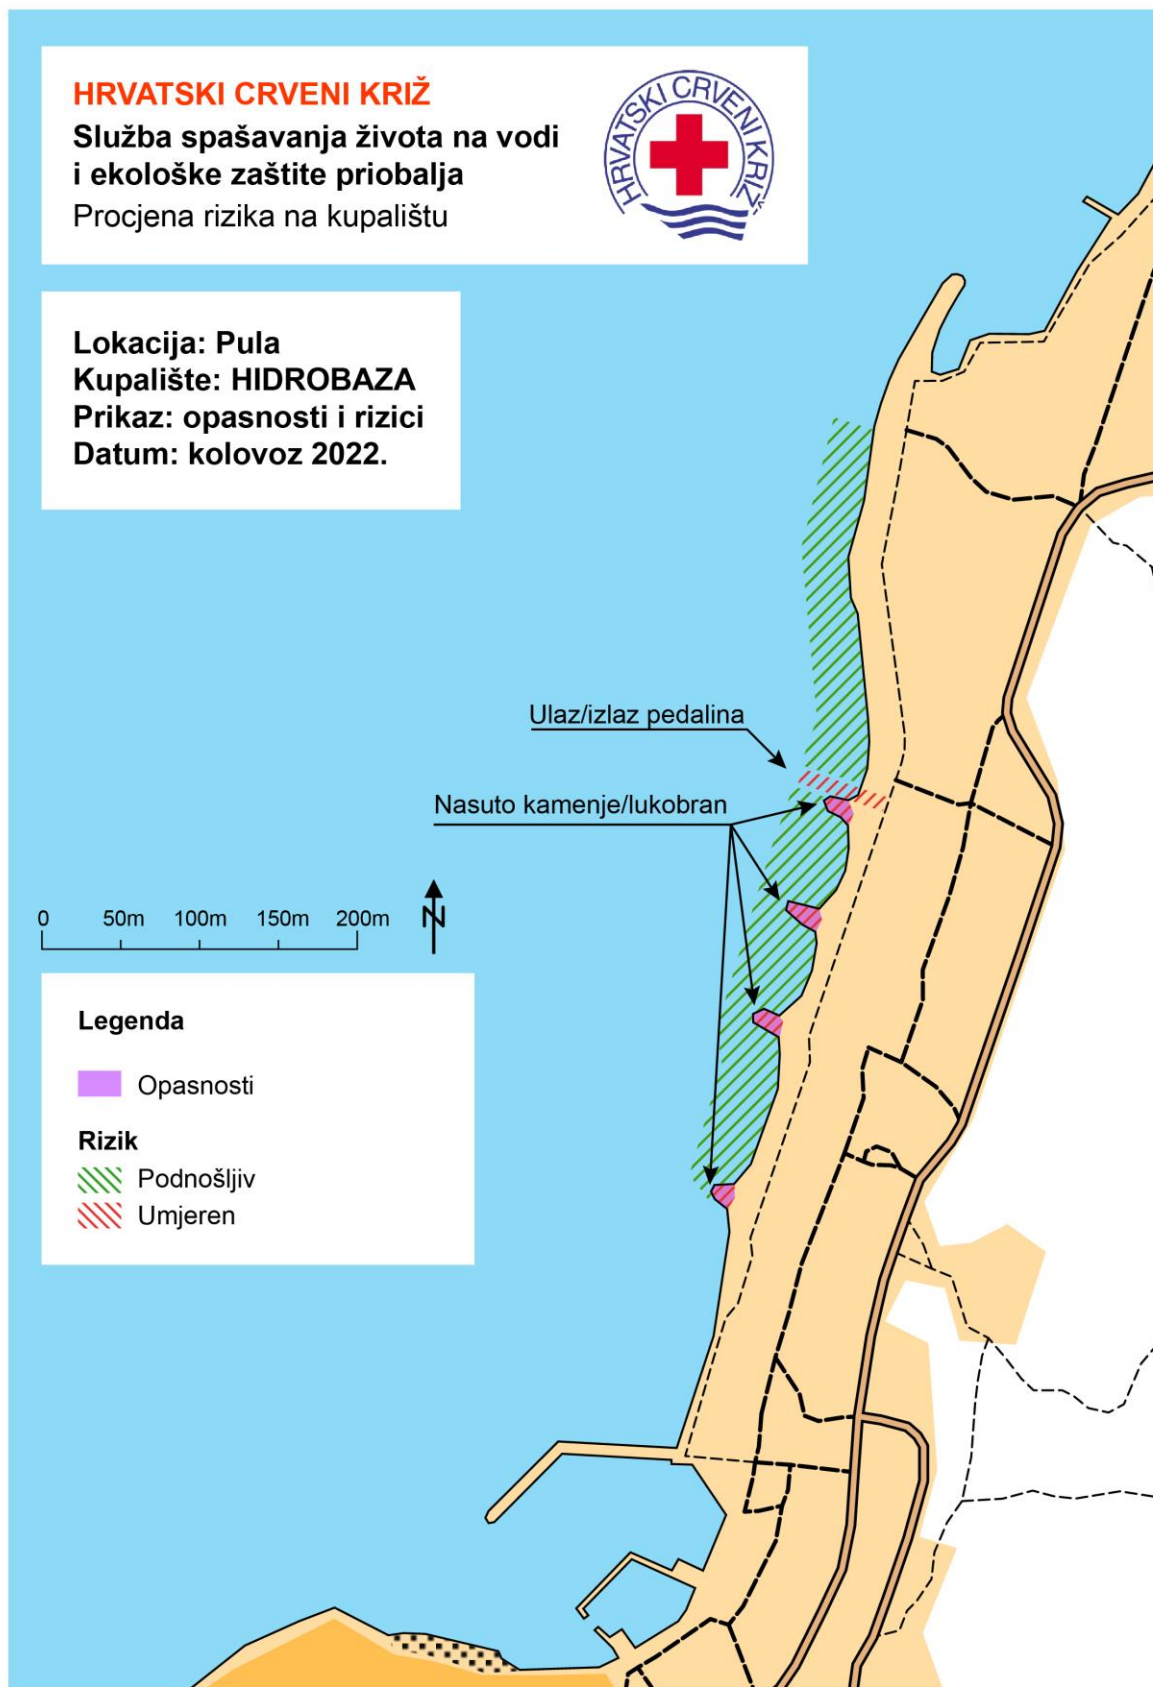 HRVATSKI CRVENI KRIŽ
Služba spašavanja života na vodi
i ekološke zaštite priobalja
Procjena rizika na kupalištu
HRVATSKI CRVENI KRIŽ
Lokacija: Pula
Kupalište: HIDROBAZA
Prikaz: opasnosti i rizici
Datum: kolovoz 2022.
Ulaz/izlaz pedalina
Nasuto kamenje/lukobran
0 50m 100m 150m 200m N
Legenda
Opasnosti
Rizik
Podnošljiv
Umjeren